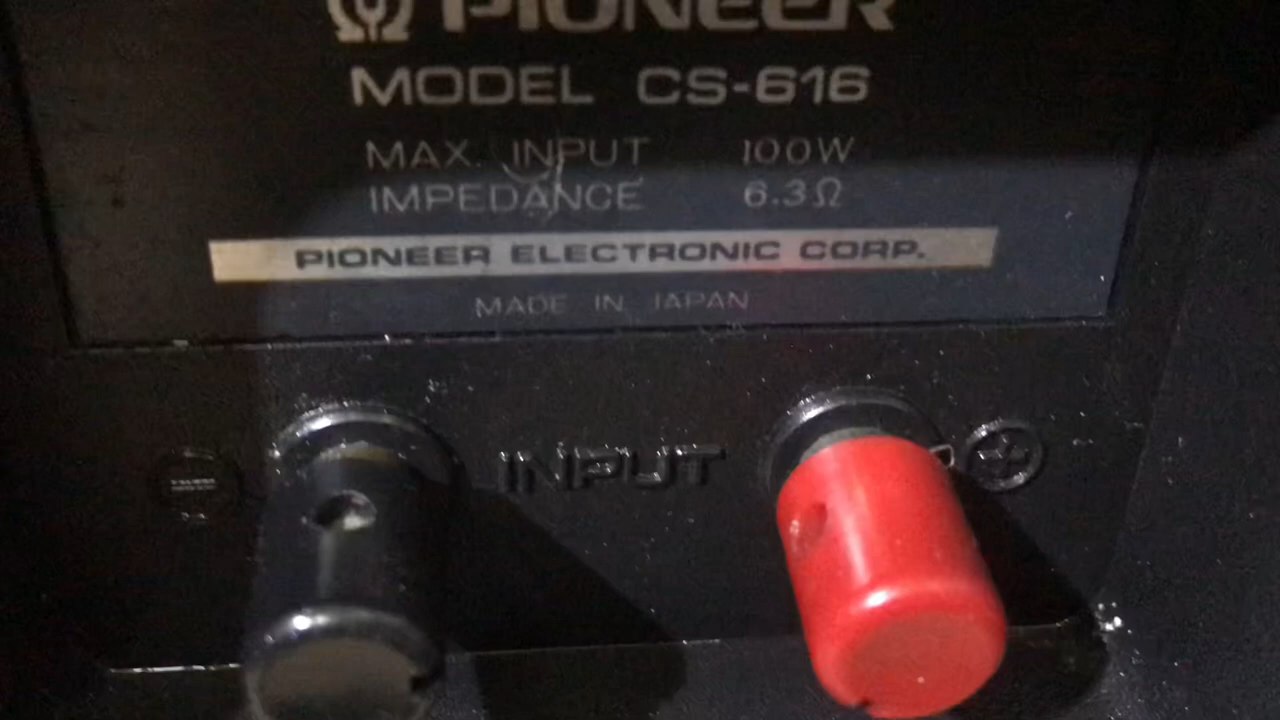 PIONEER
MODEL CS-616
MAX. INPUT 100W
IMPEDANCE 6.3Ω
PIONEER ELECTRONIC CORP.
MADE IN JAPAN
INPUT